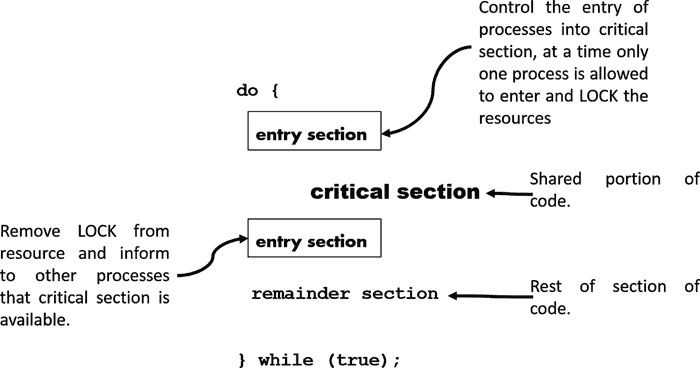 Control the entry of
processes into critical
section, at a time only
one process is allowed
to enter and LOCK the
resources
do {
entry section
critical section
Shared portion of
code.
Remove LOCK from
resource and inform
to other processes
that critical section is
available.
entry section
remainder section
Rest of section of
code.
} while (true);